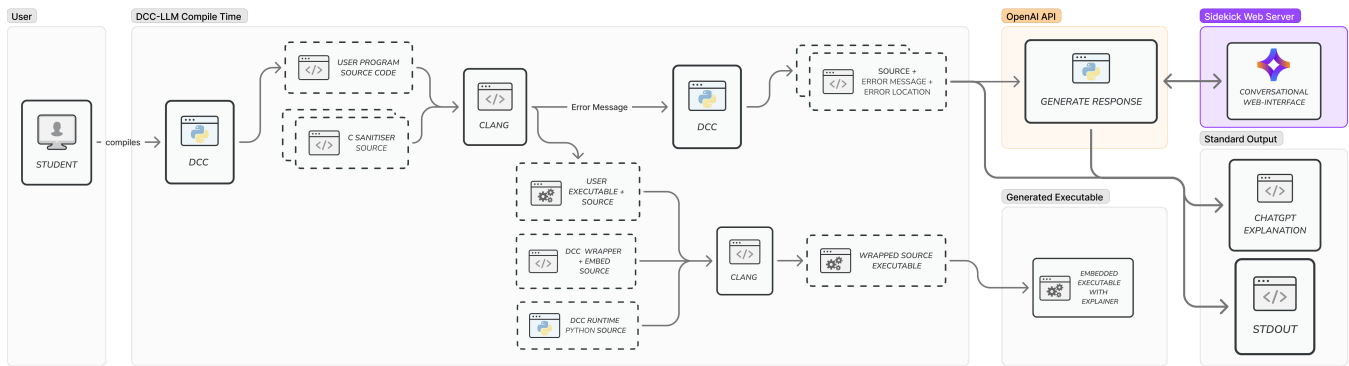 User
DCC-LLM Compile Time
OpenAI API
Sidekick Web Server
STUDENT
compiles
DCC
USER PROGRAM
SOURCE CODE
C SANITISER
SOURCE
CLANG
Error Message
DCC
SOURCE +
ERROR MESSAGE +
ERROR LOCATION
GENERATE RESPONSE
CONVERSATIONAL
WEB-INTERFACE
Standard Output
CHATGPT
EXPLANATION
STDOUT
USER
EXECUTABLE +
SOURCE
DCC WRAPPER
+ EMBED
SOURCE
DCC RUNTIME
PYTHON SOURCE
CLANG
WRAPPED SOURCE
EXECUTABLE
Generated Executable
EMBEDDED
EXECUTABLE
WITH
EXPLAINER